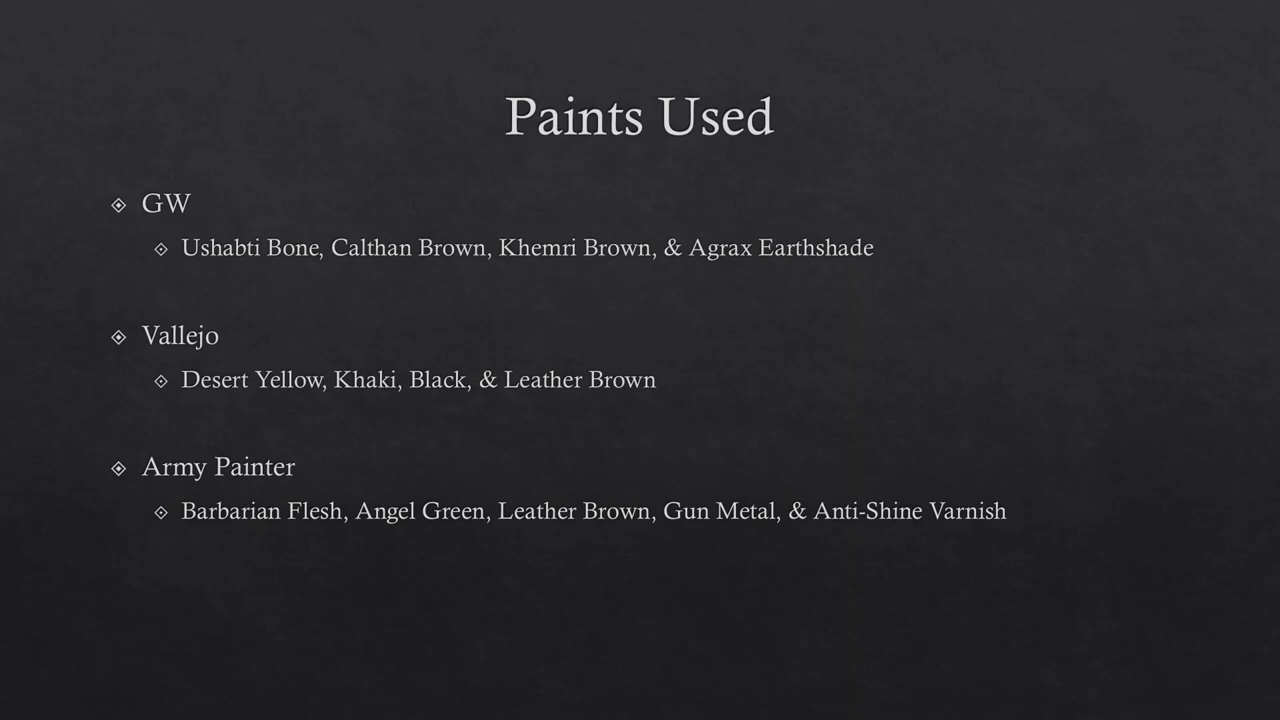 Paints Used
GW
Ushabti Bone, Calthan Brown, Khemri Brown, & Agrax Earthshade
Vallejo
Desert Yellow, Khaki, Black, & Leather Brown
Army Painter
Barbarian Flesh, Angel Green, Leather Brown, Gun Metal, & Anti-Shine Varnish